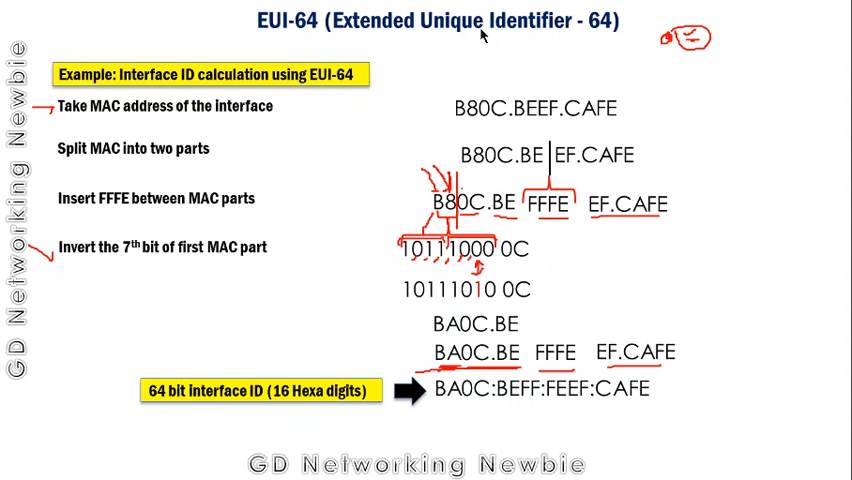 EUI-64 (Extended Unique Identifier - 64)
Example: Interface ID calculation using EUI-64
Take MAC address of the interface
B80C.BEEF.CAFE
Split MAC into two parts
B80C.BE EF.CAFE
Insert FFFE between MAC parts
B80C.BE FFFE EF.CAFE
Invert the 7th bit of first MAC part
10111000 0C
10111010 0C
BA0C.BE
BA0C.BE FFFE EF.CAFE
64 bit interface ID (16 Hexa digits)
BA0C:BEFF:FEEF:CAFE
GD Networking Newbie
GD Networking Newbie